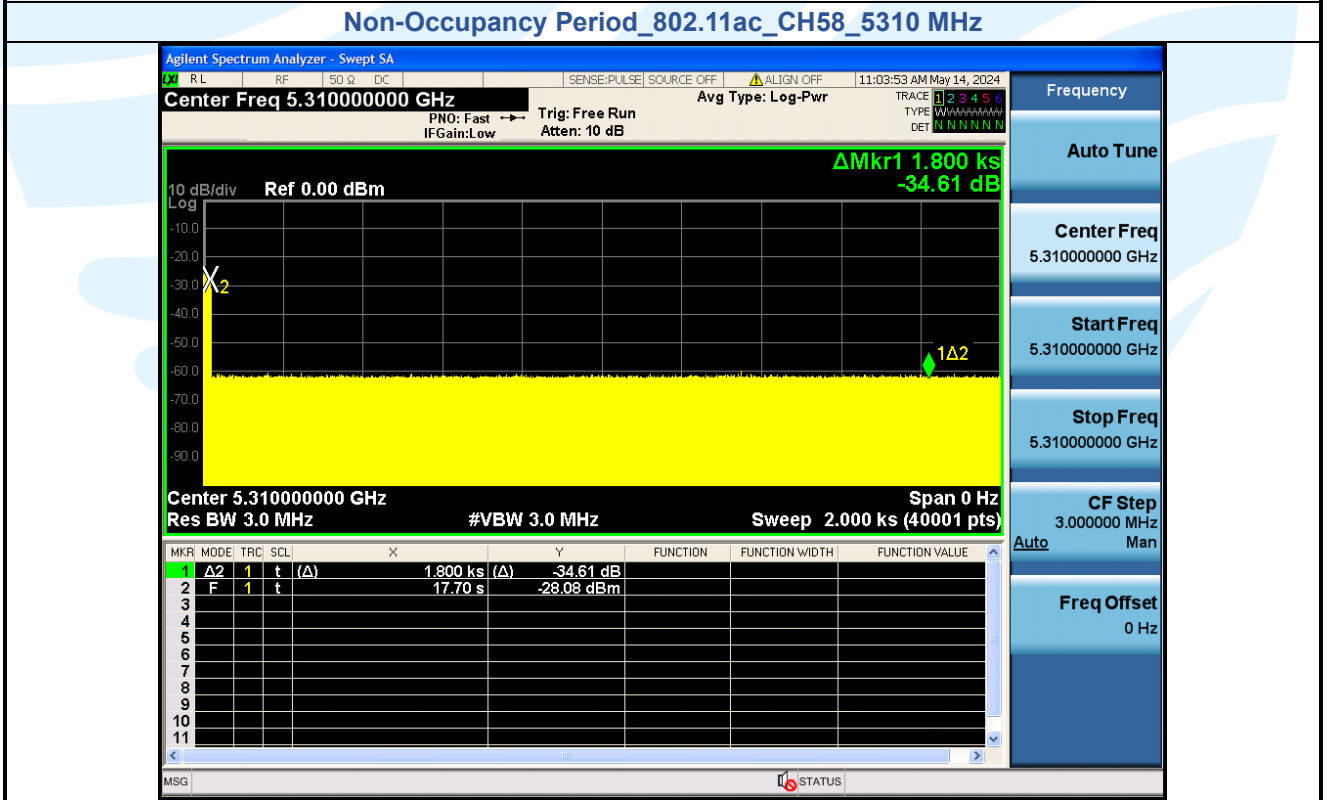 Non-Occupancy Period_802.11ac_CH58_5310 MHz
Agilent Spectrum Analyzer - Swept SA
LXI RL RF 50 Ω DC SENSE:PULSE SOURCE OFF ALIGN OFF 11:03:53 AM May 14, 2024
Center Freq 5.310000000 GHz
PNO: Fast
IFGain:Low
Trig: Free Run
Atten: 10 dB
Avg Type: Log-Pwr
TRACE 1 2 3 4 5 6
TYPE WWWWWW
DET N N N N N N
ΔMkr1 1.800 ks
-34.61 dB
10 dB/div Ref 0.00 dBm
Log
-10.0
-20.0
-30.0
-40.0
-50.0
-60.0
-70.0
-80.0
-90.0
X2
1Δ2
Center 5.310000000 GHz Span 0 Hz
Res BW 3.0 MHz #VBW 3.0 MHz Sweep 2.000 ks (40001 pts)
MKR MODE TRC SCL X Y FUNCTION FUNCTION WIDTH FUNCTION VALUE
1 Δ2 1 t (Δ) 1.800 ks (Δ) -34.61 dB
2 F 1 t 17.70 s -28.08 dBm
3
4
5
6
7
8
9
10
11
MSG STATUS
Frequency
Auto Tune
Center Freq
5.310000000 GHz
Start Freq
5.310000000 GHz
Stop Freq
5.310000000 GHz
CF Step
3.000000 MHz
Auto Man
Freq Offset
0 Hz